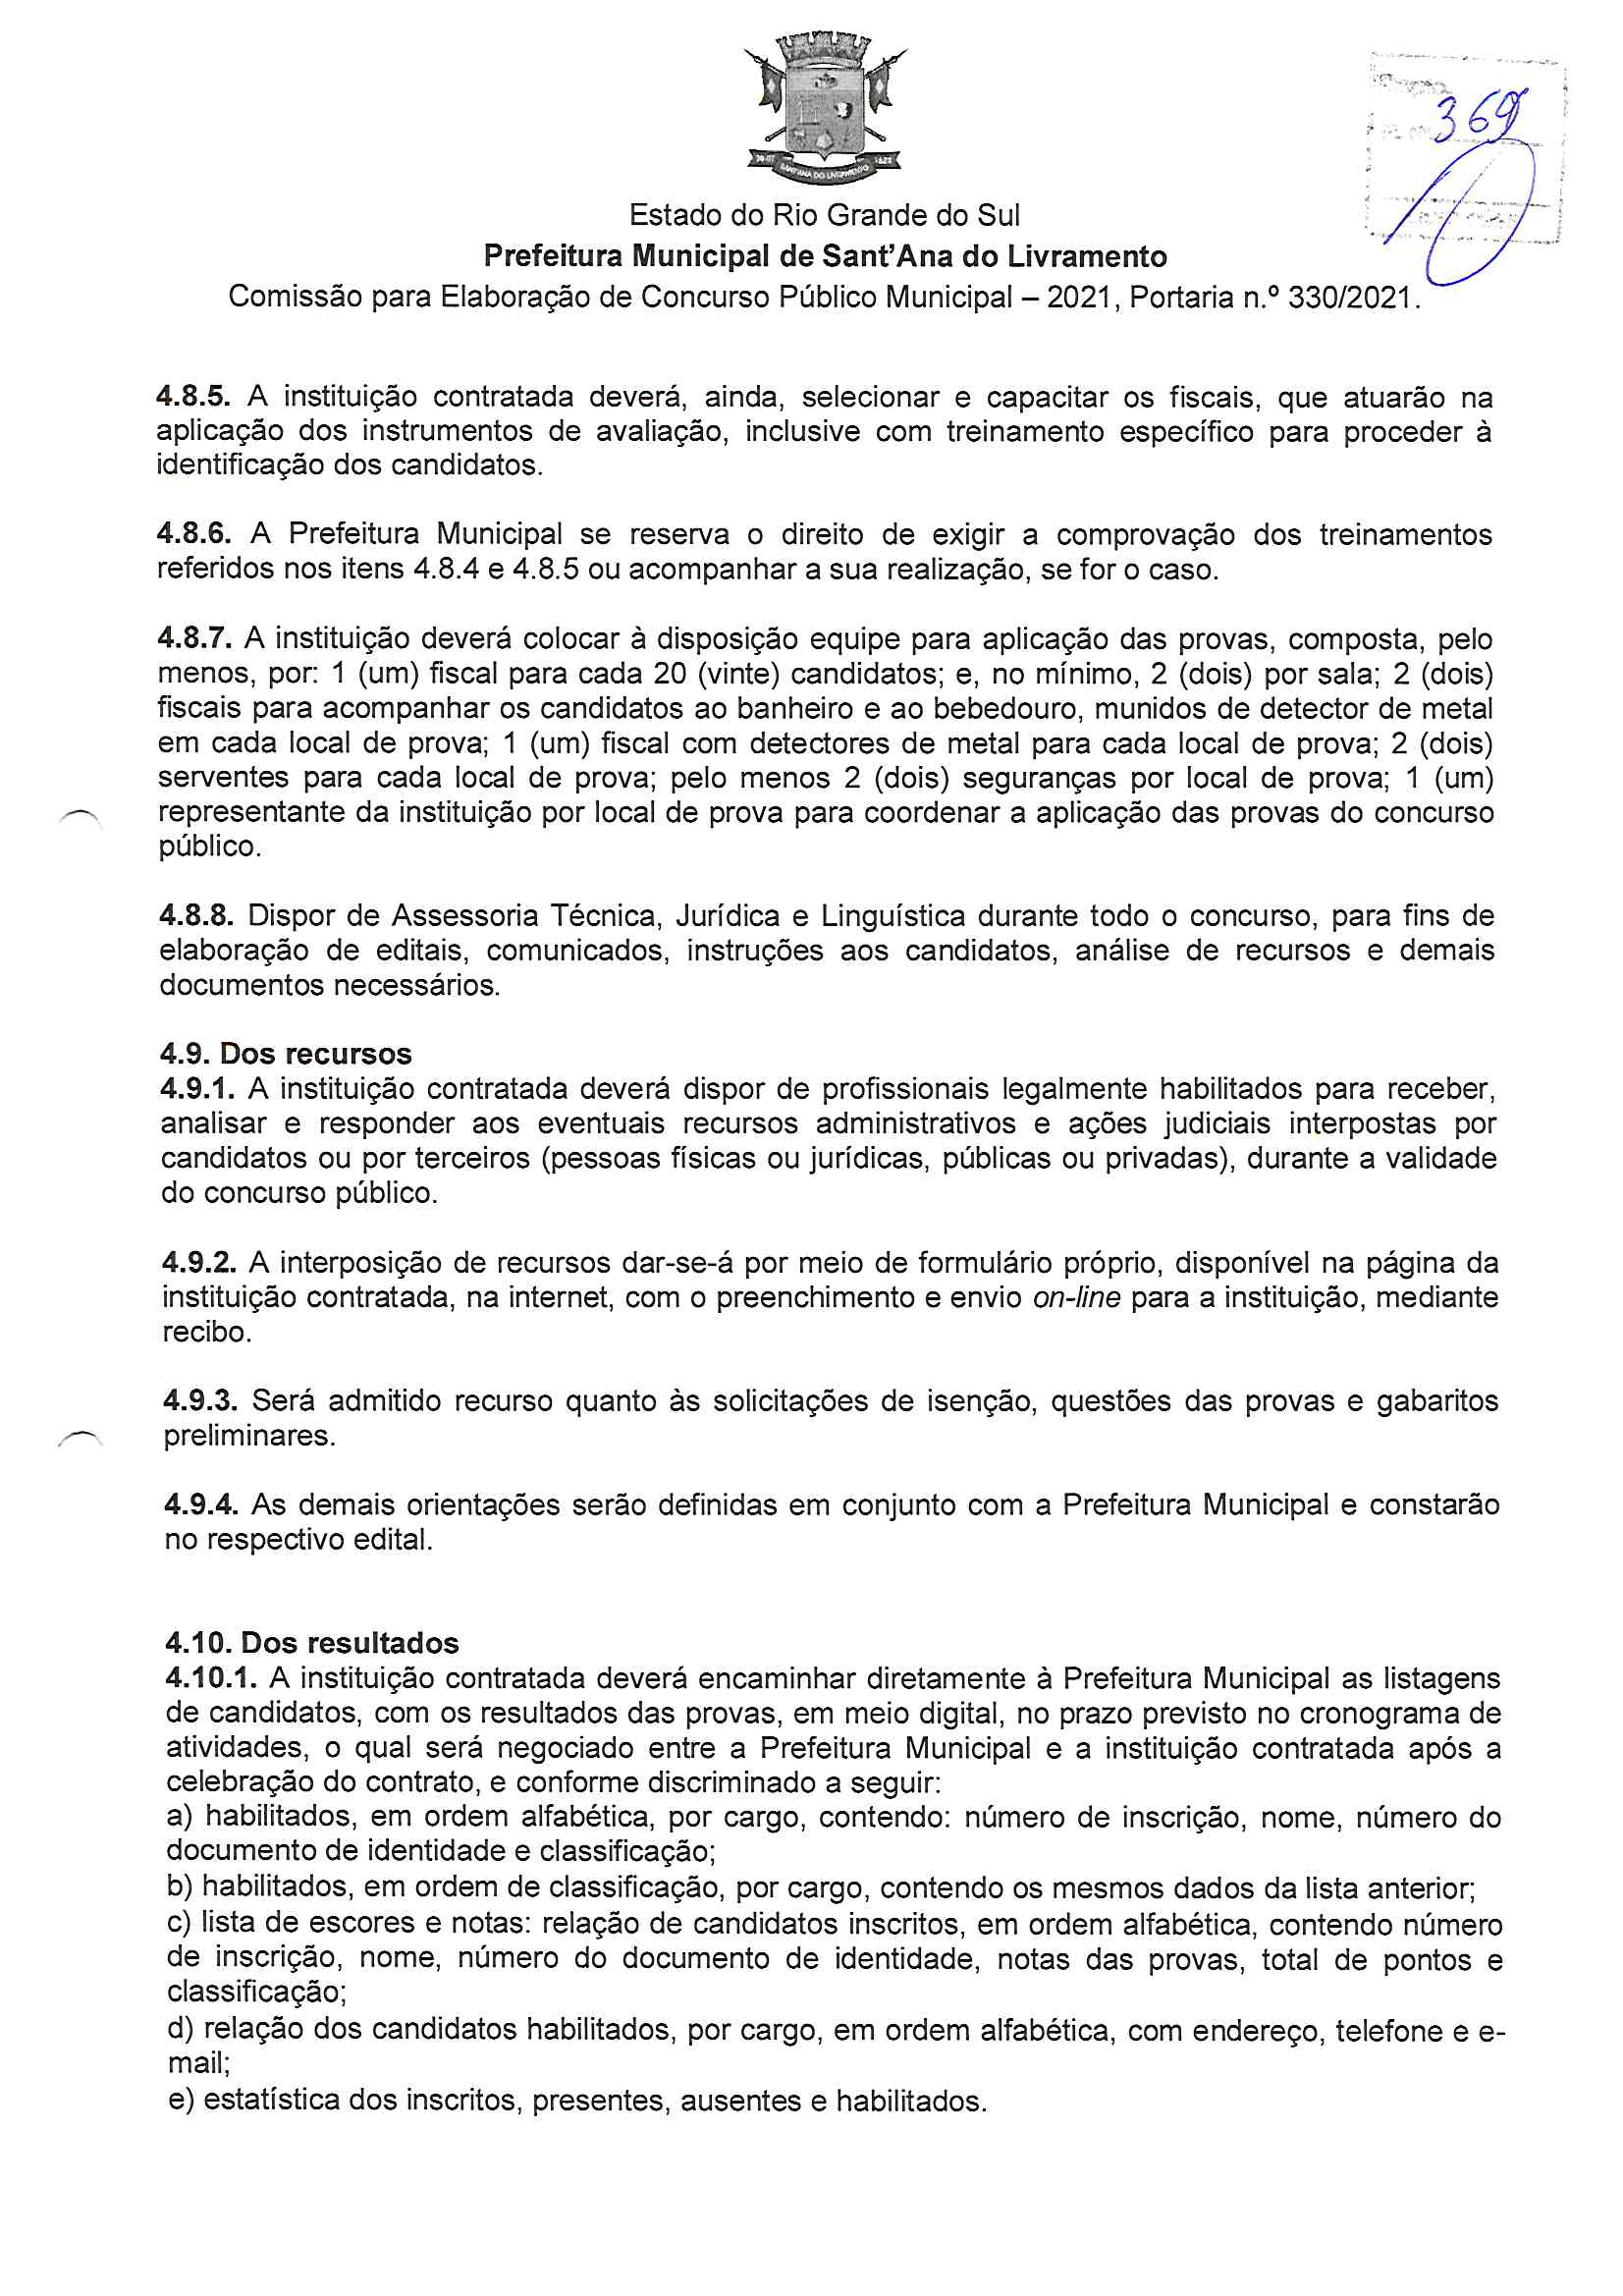 369
Estado do Rio Grande do Sul
Prefeitura Municipal de Sant'Ana do Livramento
Comissão para Elaboração de Concurso Público Municipal – 2021, Portaria n.º 330/2021.
4.8.5. A instituição contratada deverá, ainda, selecionar e capacitar os fiscais, que atuarão na
aplicação dos instrumentos de avaliação, inclusive com treinamento específico para proceder à
identificação dos candidatos.
4.8.6. A Prefeitura Municipal se reserva o direito de exigir a comprovação dos treinamentos
referidos nos itens 4.8.4 e 4.8.5 ou acompanhar a sua realização, se for o caso.
4.8.7. A instituição deverá colocar à disposição equipe para aplicação das provas, composta, pelo
menos, por: 1 (um) fiscal para cada 20 (vinte) candidatos; e, no mínimo, 2 (dois) por sala; 2 (dois)
fiscais para acompanhar os candidatos ao banheiro e ao bebedouro, munidos de detector de metal
em cada local de prova; 1 (um) fiscal com detectores de metal para cada local de prova; 2 (dois)
serventes para cada local de prova; pelo menos 2 (dois) seguranças por local de prova; 1 (um)
representante da instituição por local de prova para coordenar a aplicação das provas do concurso
público.
4.8.8. Dispor de Assessoria Técnica, Jurídica e Linguística durante todo o concurso, para fins de
elaboração de editais, comunicados, instruções aos candidatos, análise de recursos e demais
documentos necessários.
4.9. Dos recursos
4.9.1. A instituição contratada deverá dispor de profissionais legalmente habilitados para receber,
analisar e responder aos eventuais recursos administrativos e ações judiciais interpostas por
candidatos ou por terceiros (pessoas físicas ou jurídicas, públicas ou privadas), durante a validade
do concurso público.
4.9.2. A interposição de recursos dar-se-á por meio de formulário próprio, disponível na página da
instituição contratada, na internet, com o preenchimento e envio on-line para a instituição, mediante
recibo.
4.9.3. Será admitido recurso quanto às solicitações de isenção, questões das provas e gabaritos
preliminares.
4.9.4. As demais orientações serão definidas em conjunto com a Prefeitura Municipal e constarão
no respectivo edital.
4.10. Dos resultados
4.10.1. A instituição contratada deverá encaminhar diretamente à Prefeitura Municipal as listagens
de candidatos, com os resultados das provas, em meio digital, no prazo previsto no cronograma de
atividades, o qual será negociado entre a Prefeitura Municipal e a instituição contratada após a
celebração do contrato, e conforme discriminado a seguir:
a) habilitados, em ordem alfabética, por cargo, contendo: número de inscrição, nome, número do
documento de identidade e classificação;
b) habilitados, em ordem de classificação, por cargo, contendo os mesmos dados da lista anterior;
c) lista de escores e notas: relação de candidatos inscritos, em ordem alfabética, contendo número
de inscrição, nome, número do documento de identidade, notas das provas, total de pontos e
classificação;
d) relação dos candidatos habilitados, por cargo, em ordem alfabética, com endereço, telefone e e-
mail;
e) estatística dos inscritos, presentes, ausentes e habilitados.